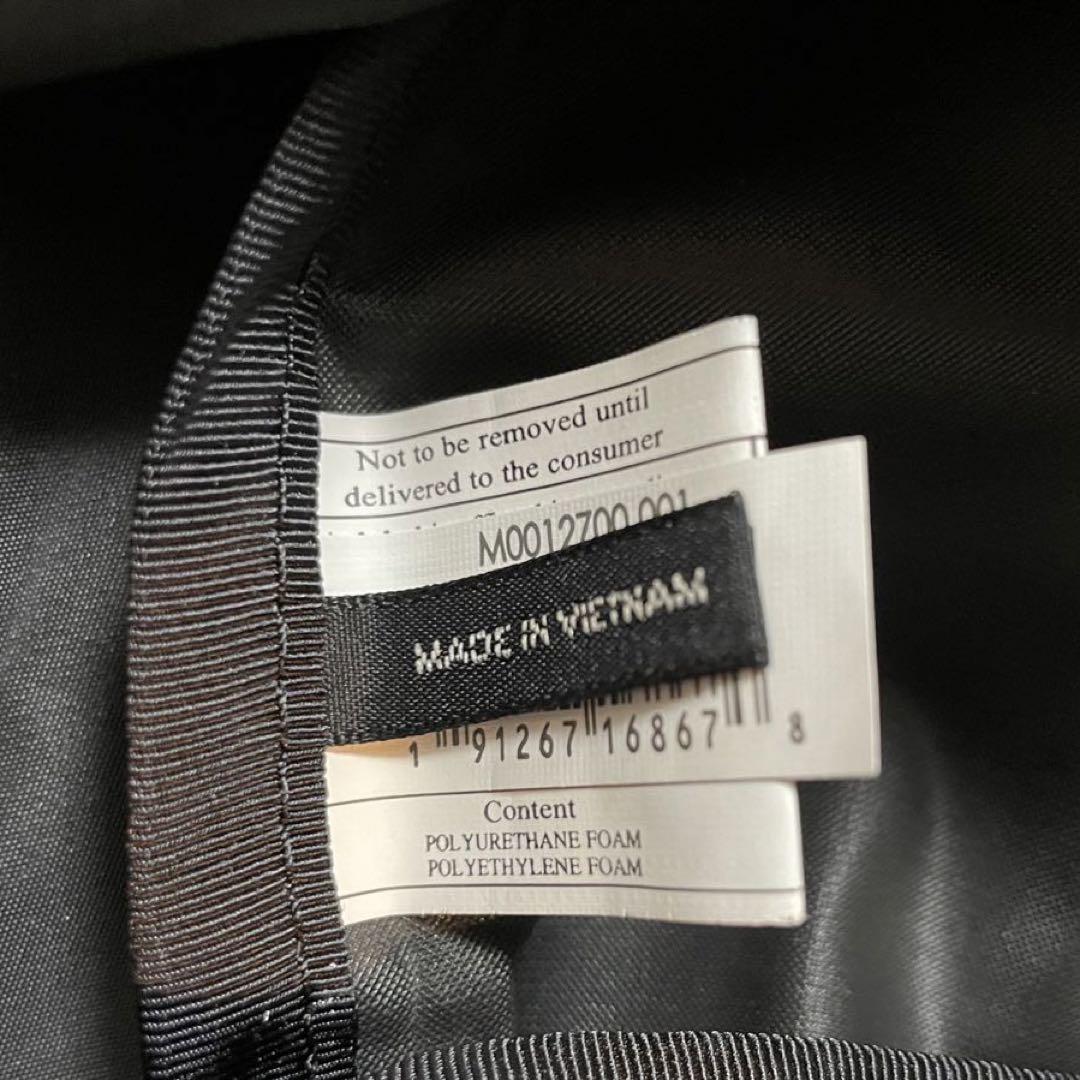 Not to be removed until
delivered to the consumer
M0012700 001
MADE IN VIETNAM
1 91267 16867 8
Content
POLYURETHANE FOAM
POLYETHYLENE FOAM